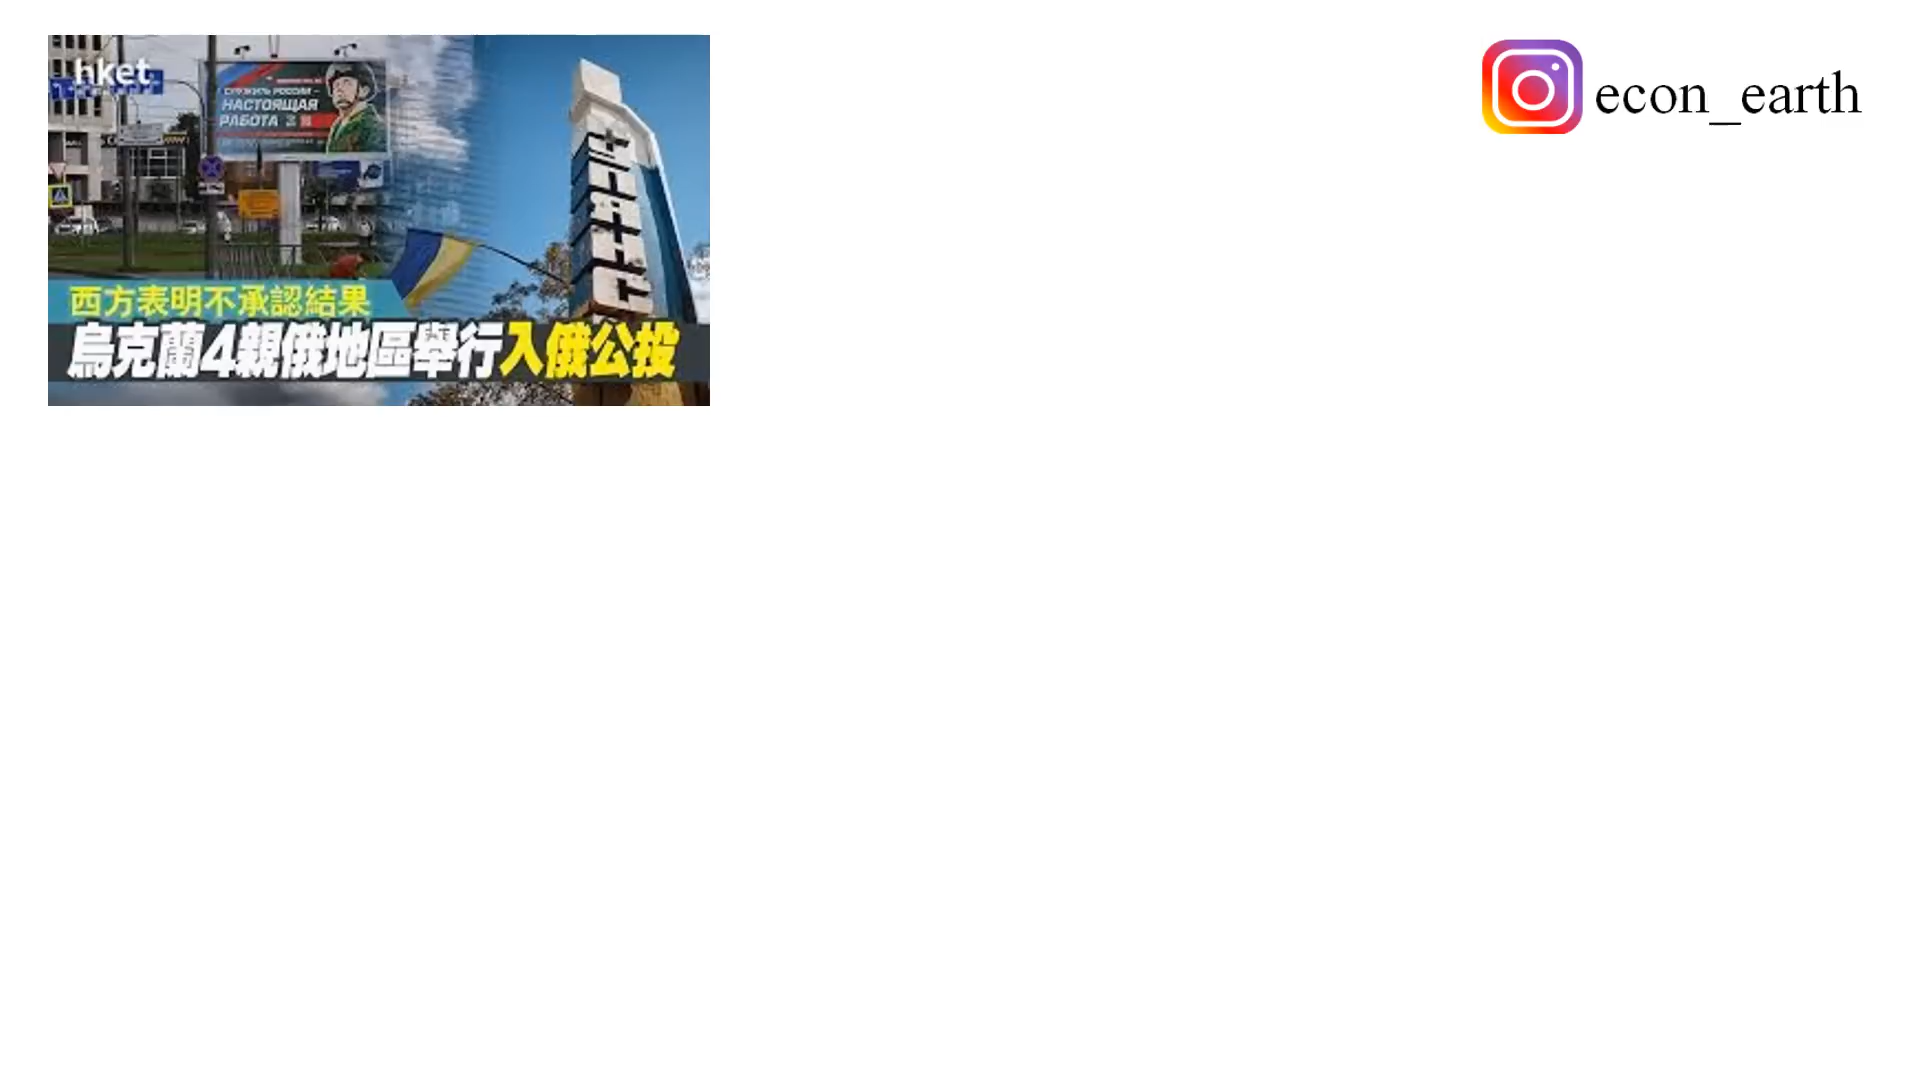 hket
СЛУЖИТЬ РОССИИ –
НАСТОЯЩАЯ
РАБОТА
西方表明不承認結果
烏克蘭4親俄地區舉行入俄公投
econ_earth